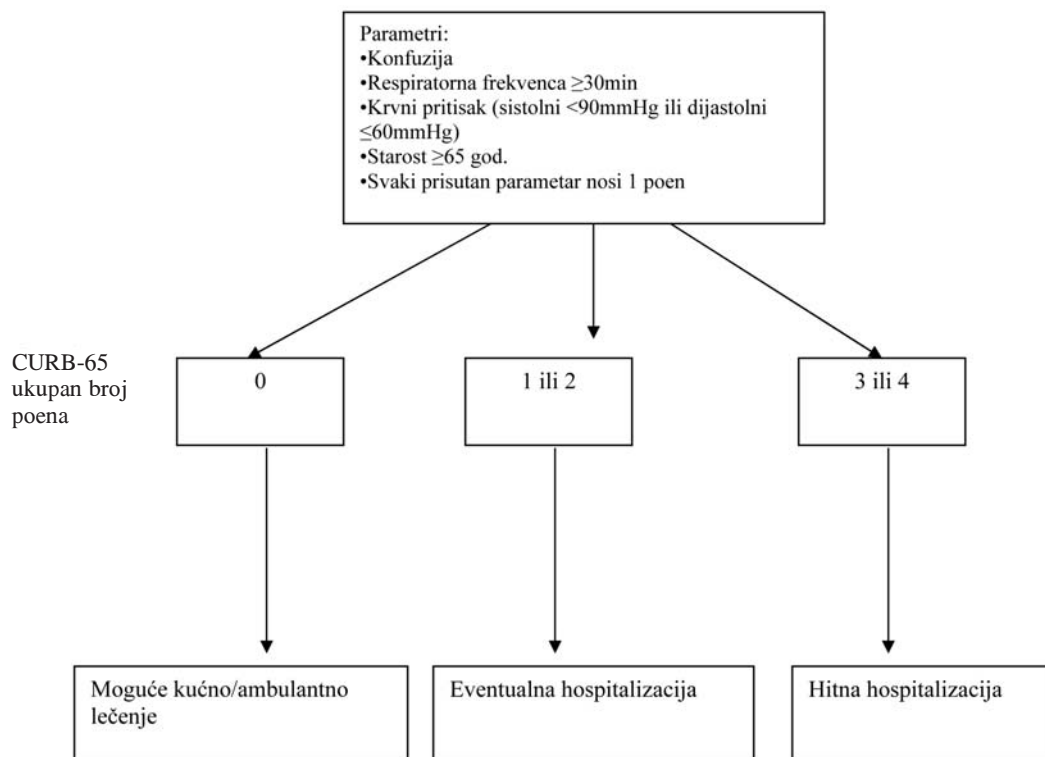 Parametri:
•Konfuzija
•Respiratorna frekvenca ≥30min
•Krvni pritisak (sistolni <90mmHg ili dijastolni
≤60mmHg)
•Starost ≥65 god.
•Svaki prisutan parametar nosi 1 poen
CURB-65
ukupan broj
poena
0
1 ili 2
3 ili 4
Moguće kućno/ambulantno
lečenje
Eventualna hospitalizacija
Hitna hospitalizacija